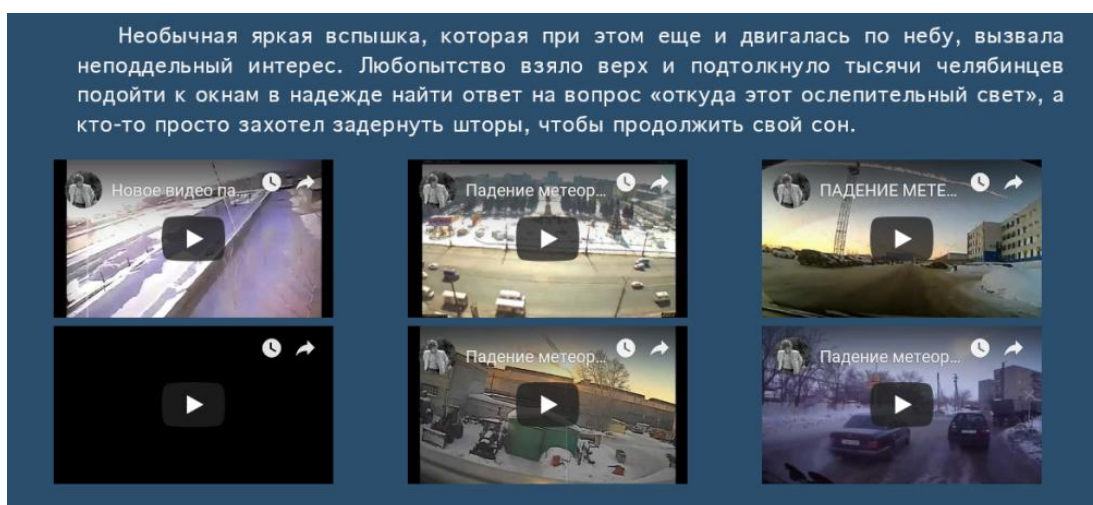 Необычная яркая вспышка, которая при этом еще и двигалась по небу, вызвала
неподдельный интерес. Любопытство взяло верх и подтолкнуло тысячи челябинцев
подойти к окнам в надежде найти ответ на вопрос «откуда этот ослепительный свет», а
кто-то просто захотел задернуть шторы, чтобы продолжить свой сон.
Новое видео па...
Падение метеор...
ПАДЕНИЕ МЕТЕ...
Падение метеор...
Падение метеор...